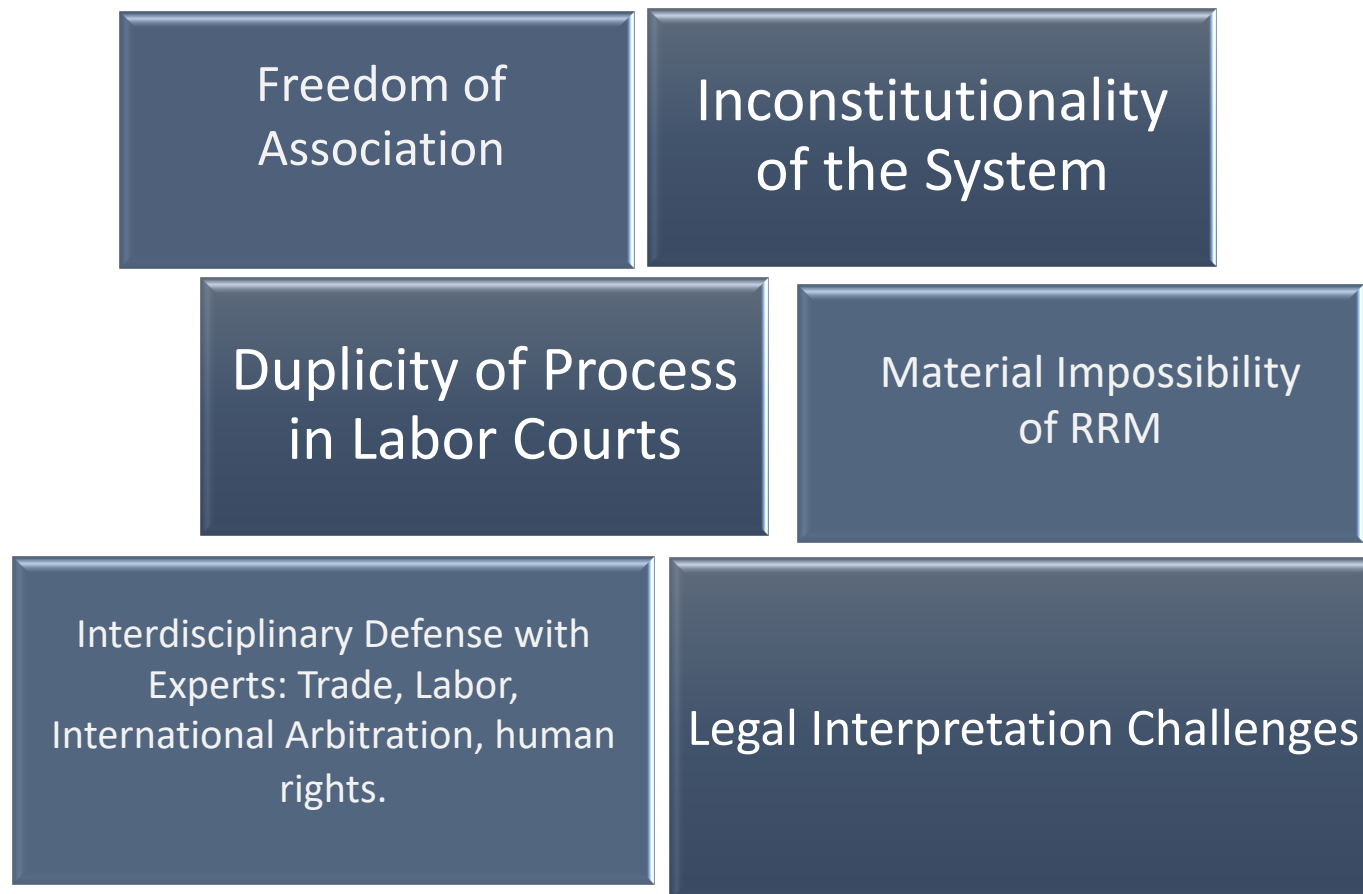 Freedom of
Association
Inconstitutionality
of the System
Duplicity of Process
in Labor Courts
Material Impossibility
of RRM
Interdisciplinary Defense with
Experts: Trade, Labor,
International Arbitration, human
rights.
Legal Interpretation Challenges